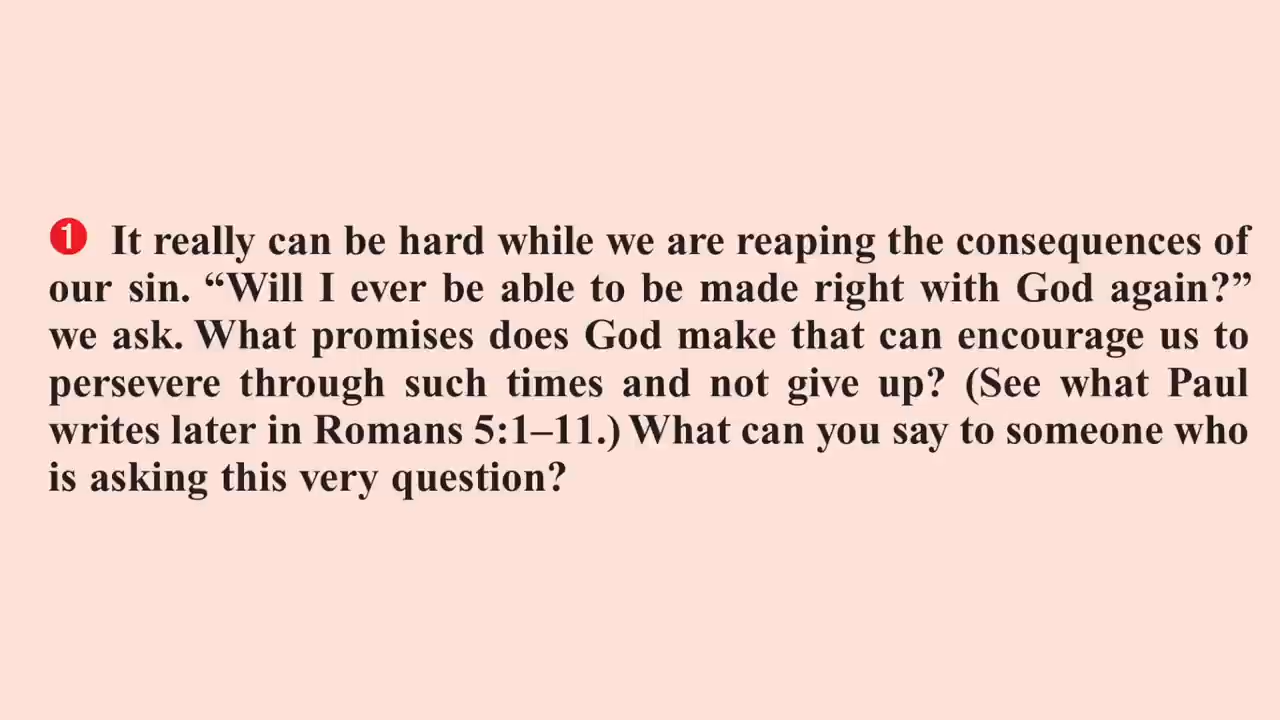 ❶ It really can be hard while we are reaping the consequences of
our sin. “Will I ever be able to be made right with God again?”
we ask. What promises does God make that can encourage us to
persevere through such times and not give up? (See what Paul
writes later in Romans 5:1–11.) What can you say to someone who
is asking this very question?